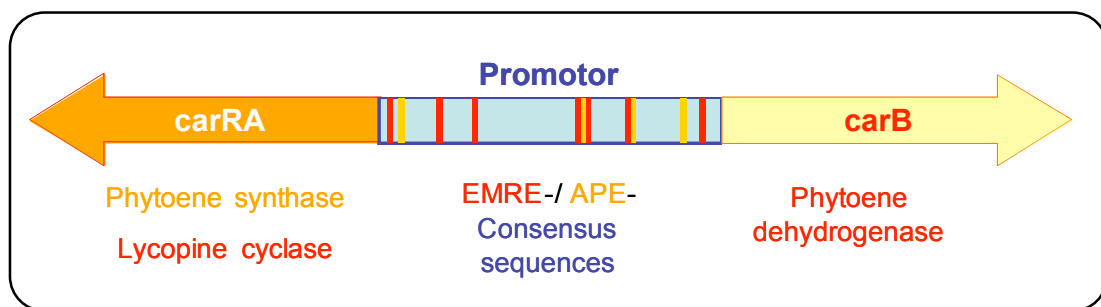 Promotor
carRA
carB
Phytoene synthase
Lycopine cyclase
EMRE-/ APE-
Consensus
sequences
Phytoene
dehydrogenase